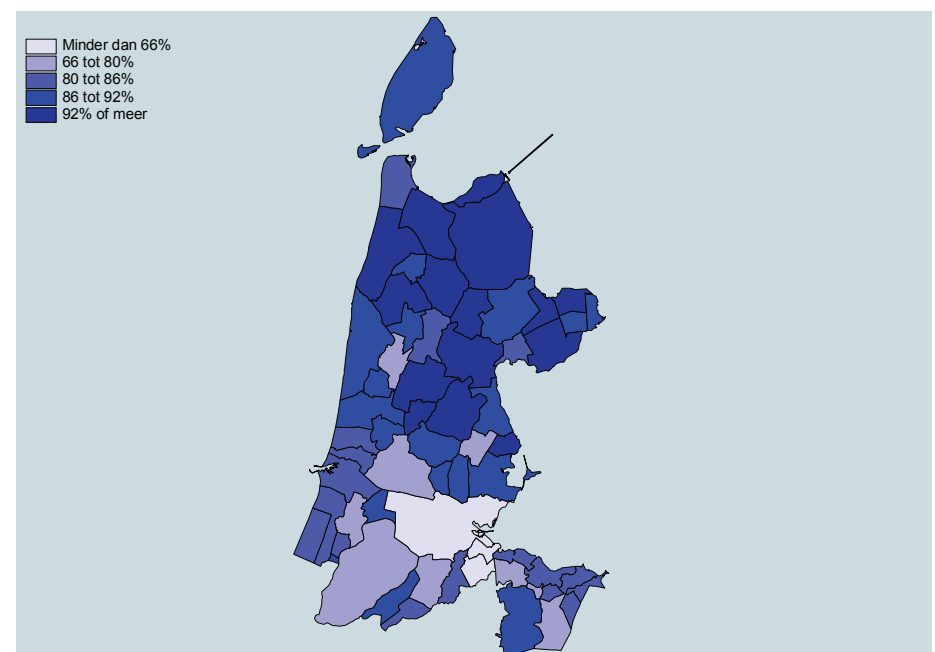 Minder dan 66%
66 tot 80%
80 tot 86%
86 tot 92%
92% of meer